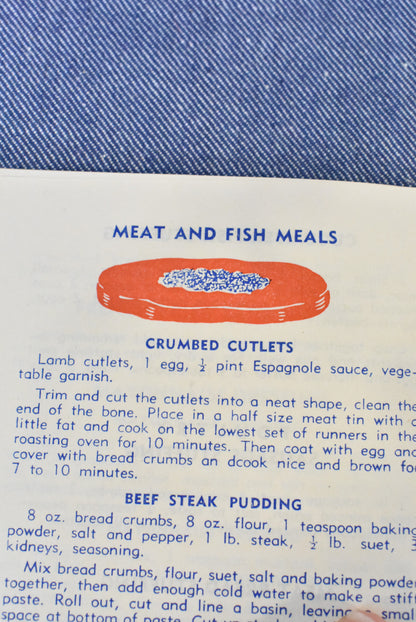 MEAT AND FISH MEALS
CRUMBED CUTLETS
Lamb cutlets, 1 egg, ½ pint Espagnole sauce, vege-
table garnish.
Trim and cut the cutlets into a neat shape, clean the
end of the bone. Place in a half size meat tin with a
little fat and cook on the lowest set of runners in the
roasting oven for 10 minutes. Then coat with egg and
cover with bread crumbs an dcook nice and brown for
7 to 10 minutes.
BEEF STEAK PUDDING
8 oz. bread crumbs, 8 oz. flour, 1 teaspoon baking
powder, salt and pepper, 1 lb. steak, ½ lb. suet,
kidneys, seasoning.
Mix bread crumbs, flour, suet, salt and baking powder
together, then add enough cold water to make a stiff
paste. Roll out, cut and line a basin, leaving a small
space at bottom of paste. Cut up